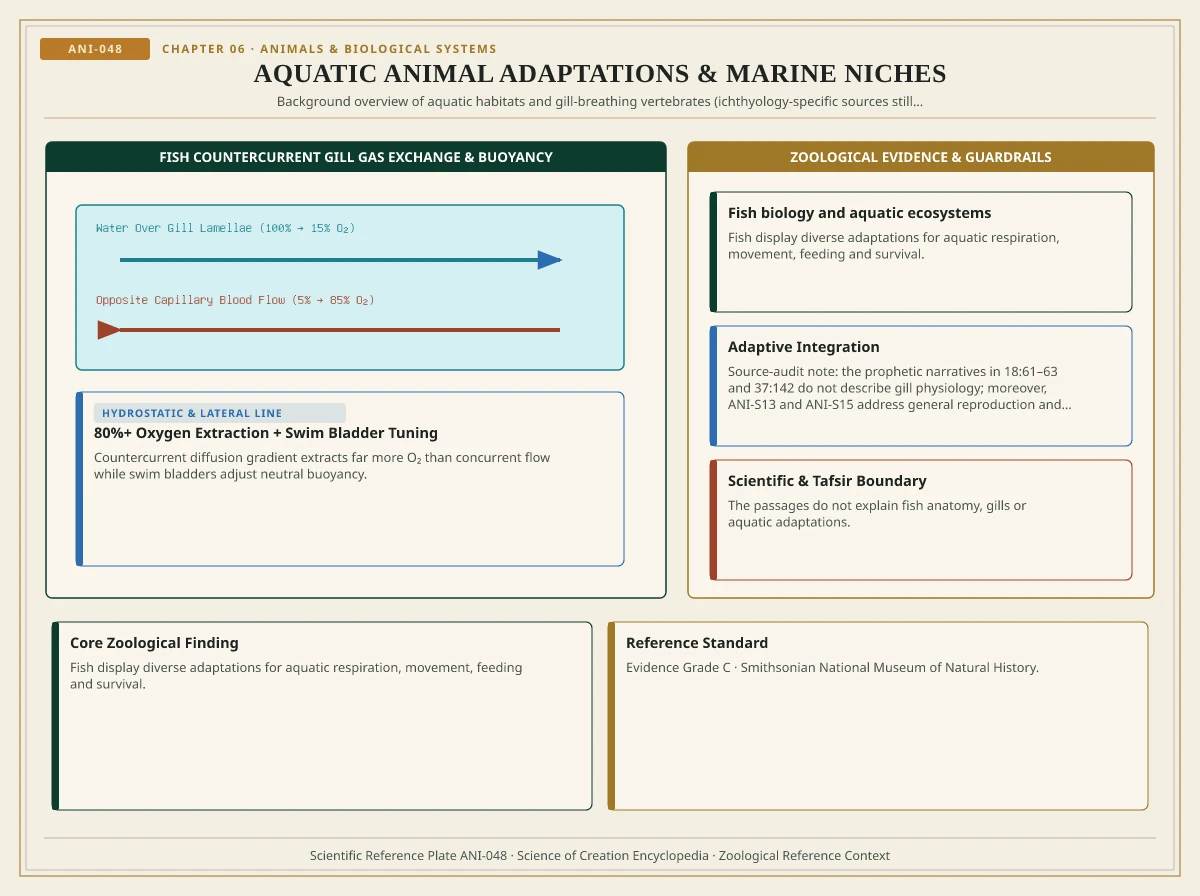 ANI-048
CHAPTER 06 · ANIMALS & BIOLOGICAL SYSTEMS
AQUATIC ANIMAL ADAPTATIONS & MARINE NICHES
Background overview of aquatic habitats and gill-breathing vertebrates (ichthyology-specific sources still...
FISH COUNTERCURRENT GILL GAS EXCHANGE & BUOYANCY
Water Over Gill Lamellae (100% → 15% O₂)
Opposite Capillary Blood Flow (5% → 85% O₂)
HYDROSTATIC & LATERAL LINE
80%+ Oxygen Extraction + Swim Bladder Tuning
Countercurrent diffusion gradient extracts far more O₂ than concurrent flow
while swim bladders adjust neutral buoyancy.
ZOOLOGICAL EVIDENCE & GUARDRAILS
Fish biology and aquatic ecosystems
Fish display diverse adaptations for aquatic respiration,
movement, feeding and survival.
Adaptive Integration
Source-audit note: the prophetic narratives in 18:61–63
and 37:142 do not describe gill physiology; moreover,
ANI-S13 and ANI-S15 address general reproduction and...
Scientific & Tafsir Boundary
The passages do not explain fish anatomy, gills or
aquatic adaptations.
Core Zoological Finding
Fish display diverse adaptations for aquatic respiration, movement, feeding
and survival.
Reference Standard
Evidence Grade C · Smithsonian National Museum of Natural History.
Scientific Reference Plate ANI-048 · Science of Creation Encyclopedia · Zoological Reference Context